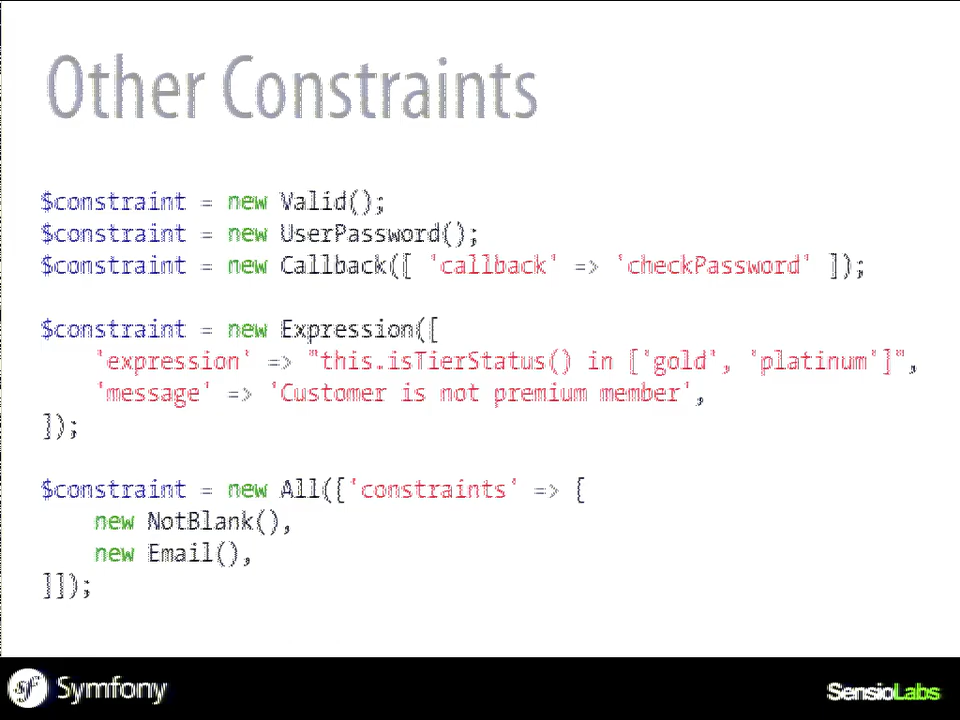 Other Constraints
$constraint = new Valid();
$constraint = new UserPassword();
$constraint = new Callback([ 'callback' => 'checkPassword' ]);
$constraint = new Expression([
'expression' => "this.isTierStatus() in ['gold', 'platinum']",
'message' => 'Customer is not premium member',
]);
$constraint = new All(['constraints' => [
new NotBlank(),
new Email(),
]]);
sf Symfony
SensioLabs